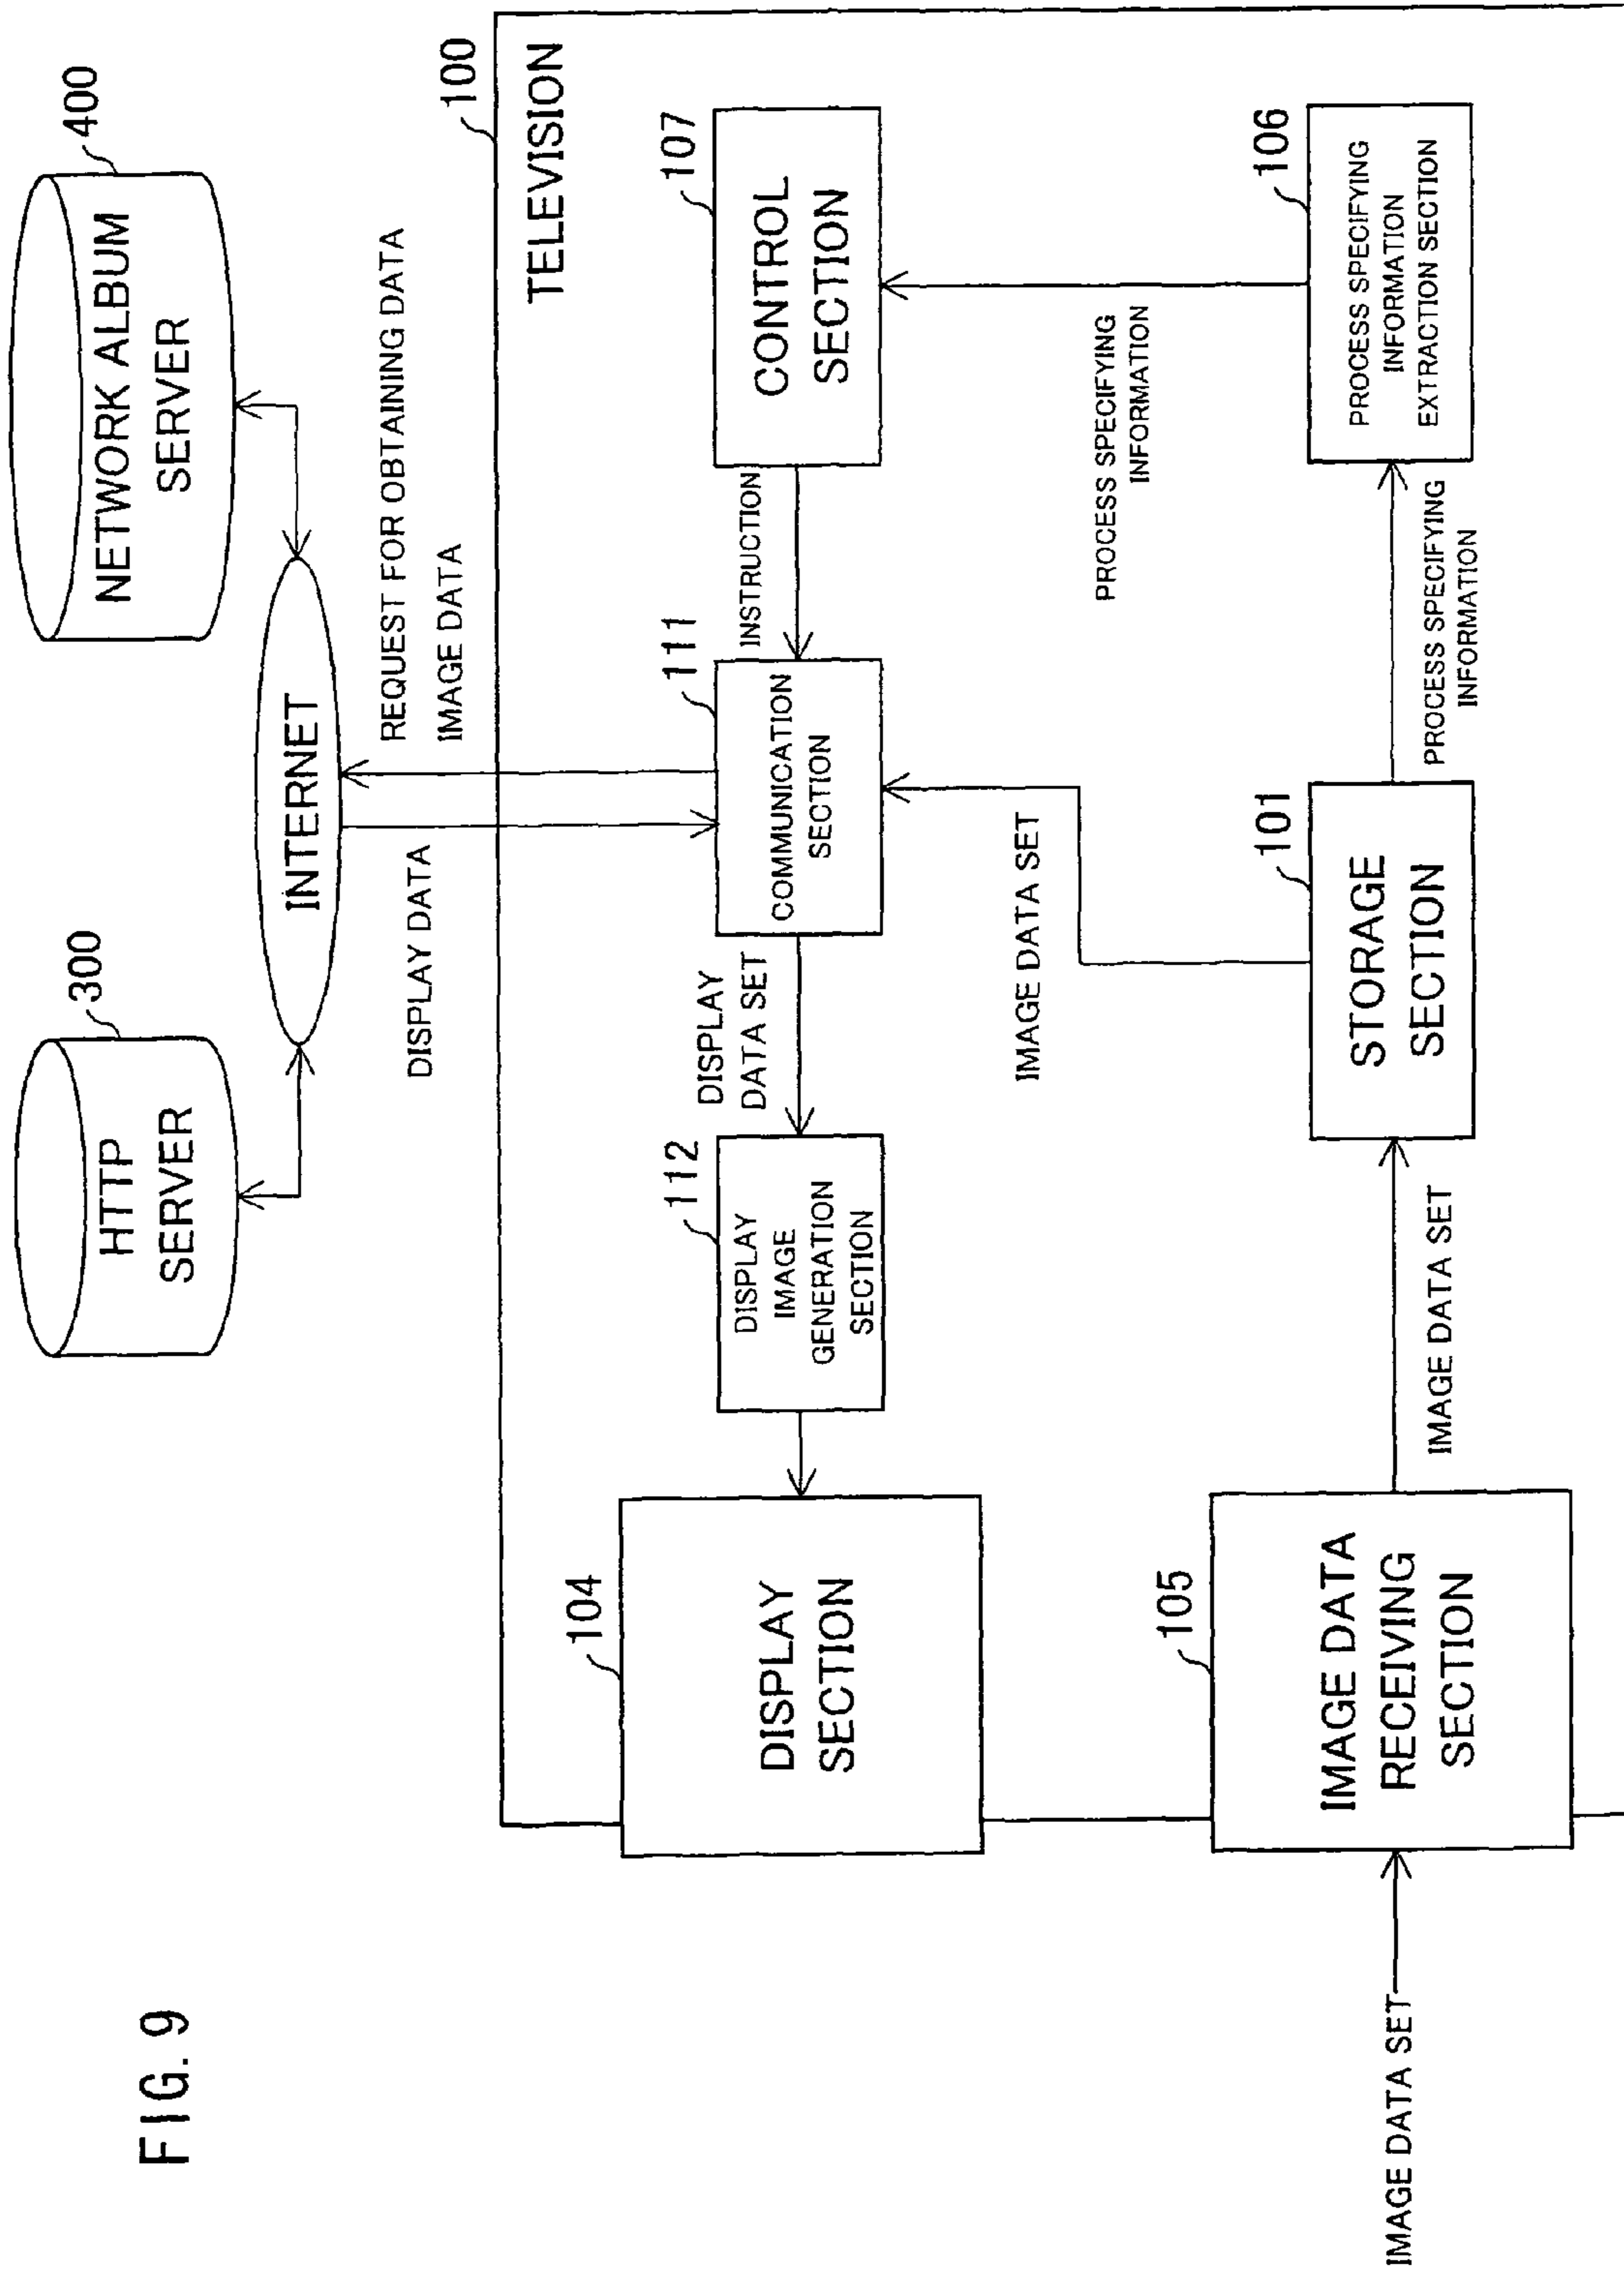 FIG. 9
HTTP
SERVER
300
NETWORK ALBUM
SERVER
400
INTERNET
DISPLAY DATA
REQUEST FOR OBTAINING DATA
IMAGE DATA
100
TELEVISION
104
DISPLAY
SECTION
112
DISPLAY
IMAGE
GENERATION
SECTION
DISPLAY
DATA SET
111
COMMUNICATION
SECTION
INSTRUCTION
107
CONTROL
SECTION
IMAGE DATA SET
PROCESS SPECIFYING
INFORMATION
IMAGE DATA SET
105
IMAGE DATA
RECEIVING
SECTION
IMAGE DATA SET
101
STORAGE
SECTION
PROCESS SPECIFYING
INFORMATION
106
PROCESS SPECIFYING
INFORMATION
EXTRACTION SECTION